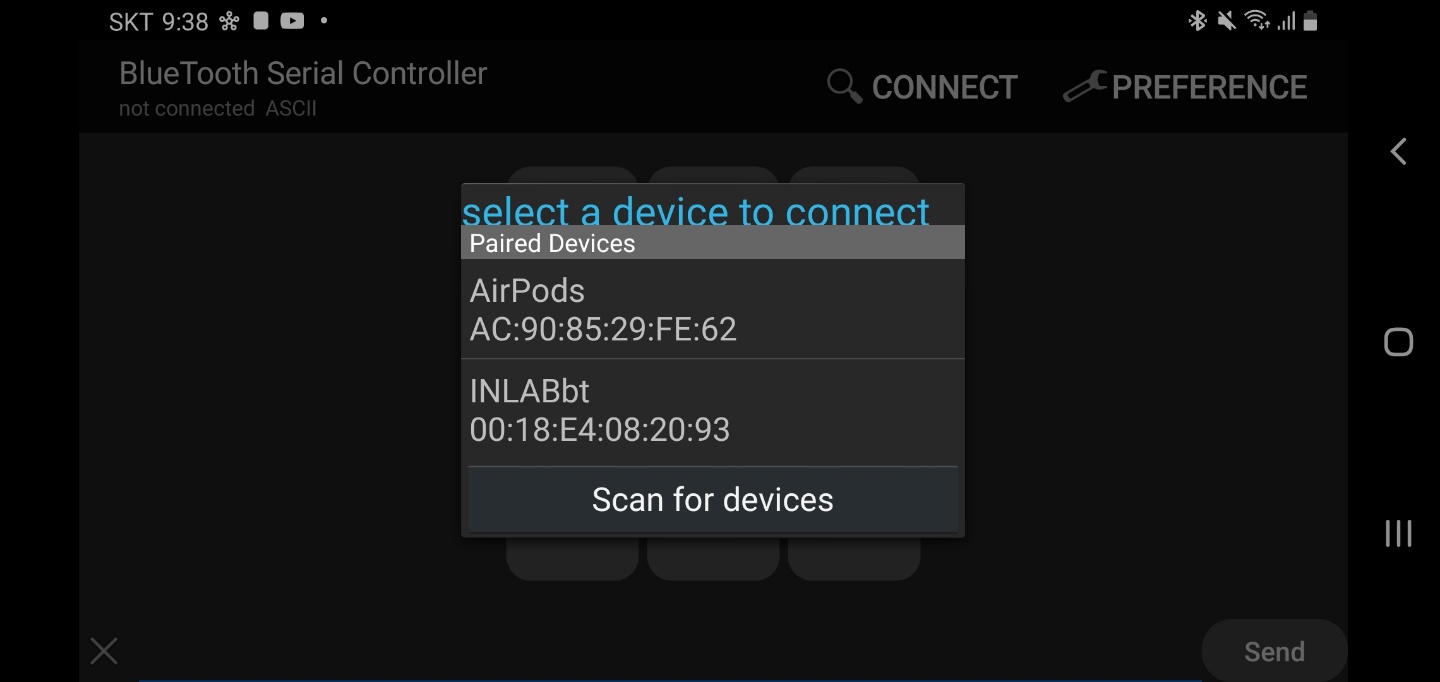 SKT 9:38
BlueTooth Serial Controller
not connected ASCII
CONNECT
PREFERENCE
select a device to connect
Paired Devices
AirPods
AC:90:85:29:FE:62
INLABbt
00:18:E4:08:20:93
Scan for devices
Send